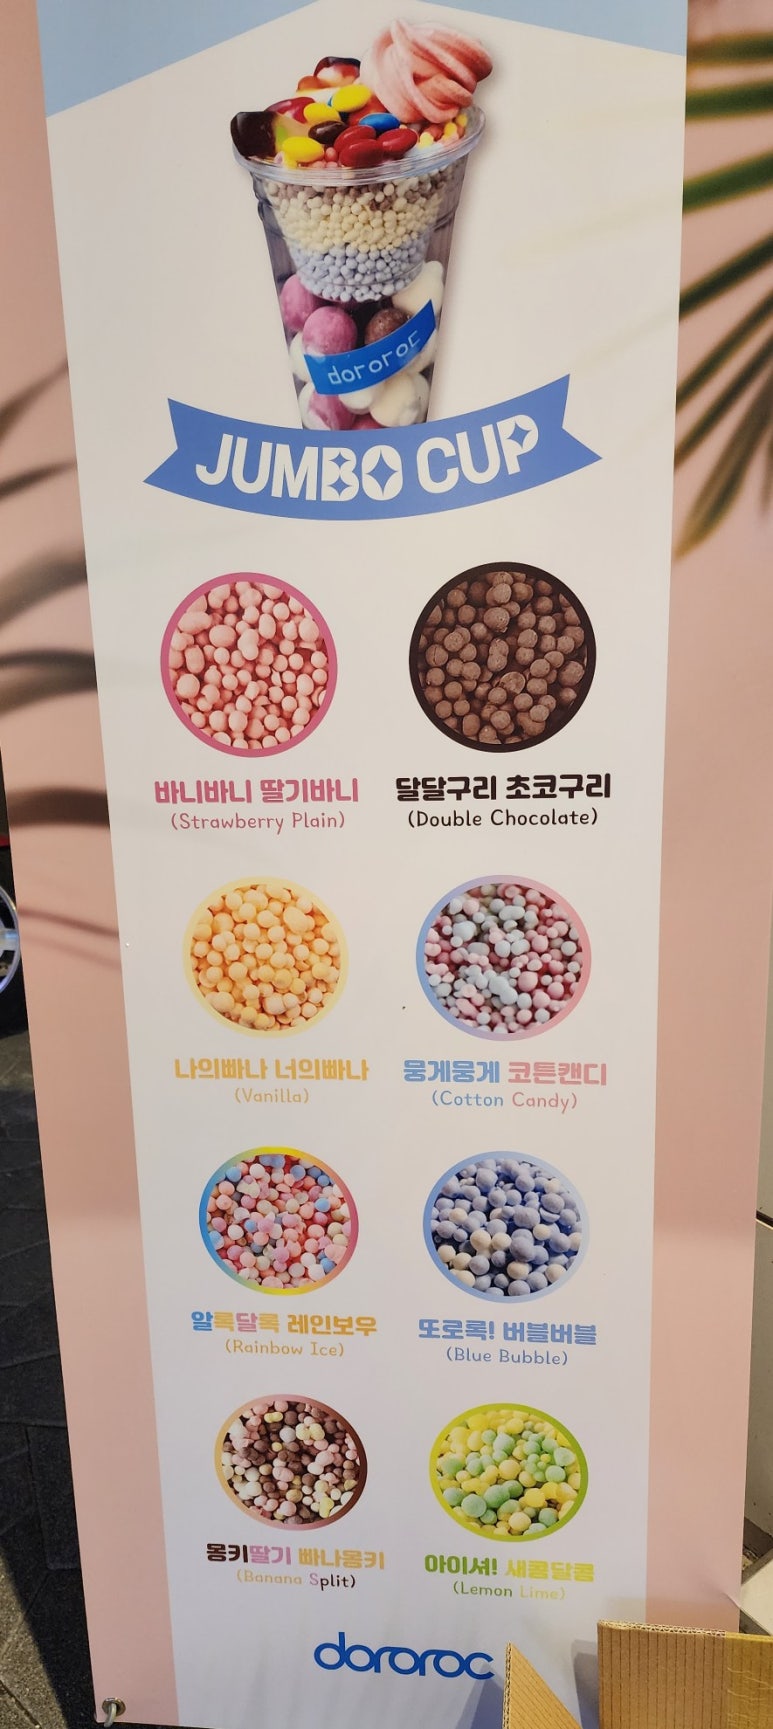 dororoc
JUMBO CUP
바니바니 딸기바니
(Strawberry Plain)
달달구리 초코구리
(Double Chocolate)
나의빠나 너의빠나
(Vanilla)
뭉게뭉게 코튼캔디
(Cotton Candy)
알록달록 레인보우
(Rainbow Ice)
또로록! 버블버블
(Blue Bubble)
몽키딸기 빠나몽키
(Banana Split)
아이셔! 새콤달콤
(Lemon Lime)
dororoc